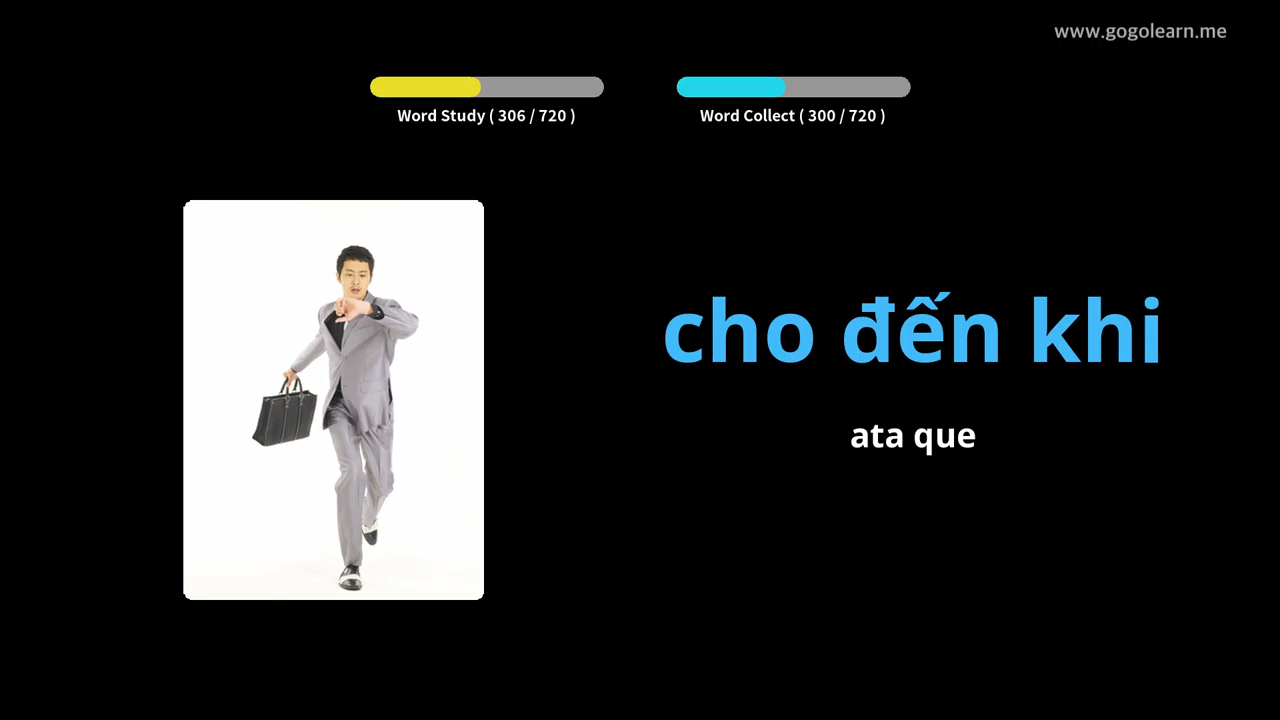 www.gogolearn.me
Word Study ( 306 / 720 )
Word Collect ( 300 / 720 )
cho đến khi
ata que